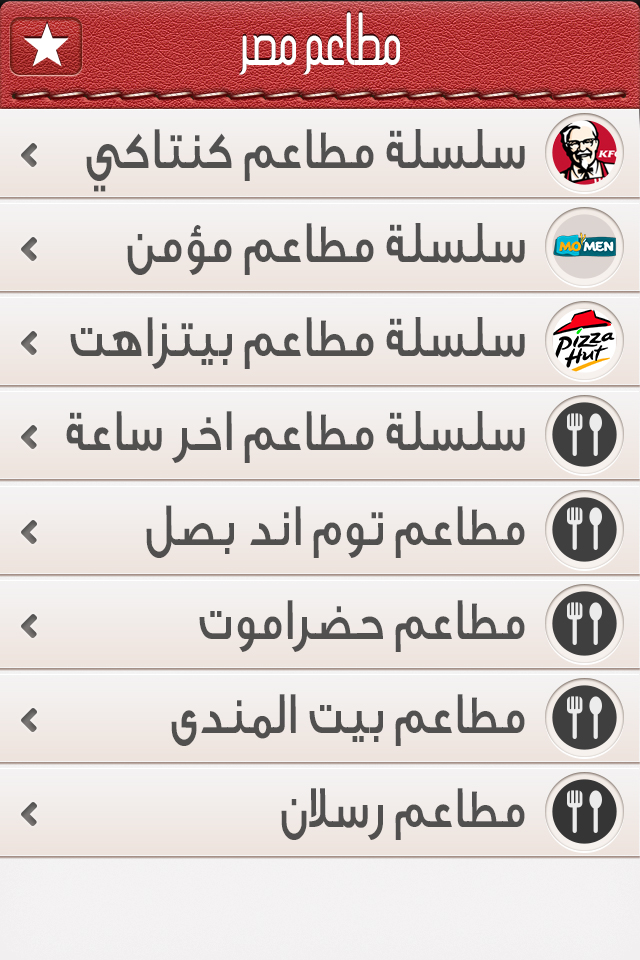 مطاعم مصر
سلسلة مطاعم كنتاكي
KFC
سلسلة مطاعم مؤمن
MO'MEN
سلسلة مطاعم بيتزاهت
Pizza
Hut
سلسلة مطاعم اخر ساعة
مطاعم توم اند بصل
مطاعم حضراموت
مطاعم بيت المندى
مطاعم رسلان